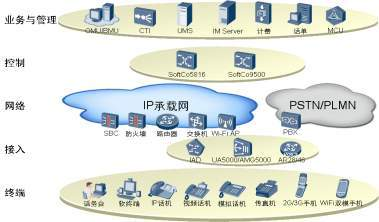 业务与管理
OMU/BMU CTI UMS IM Server 计费 话单 MCU
控制
SoftCo5816 SoftCo9500
网络
IP承载网 PSTN/PLMN
SBC 防火墙 路由器 交换机 Wi-Fi AP PBX
接入
IAD UA5000/AMG5000 AR28/46
终端
话务台 软终端 IP话机 视频话机 模拟话机 传真机 2G/3G手机 WiFi双模手机